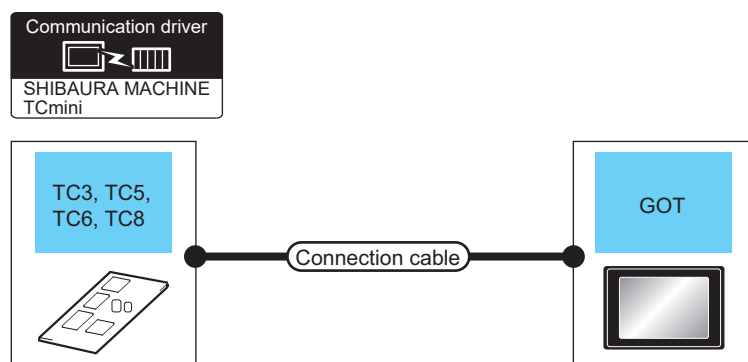 Communication driver
SHIBAURA MACHINE
TCmini
TC3, TC5,
TC6, TC8
Connection cable
GOT